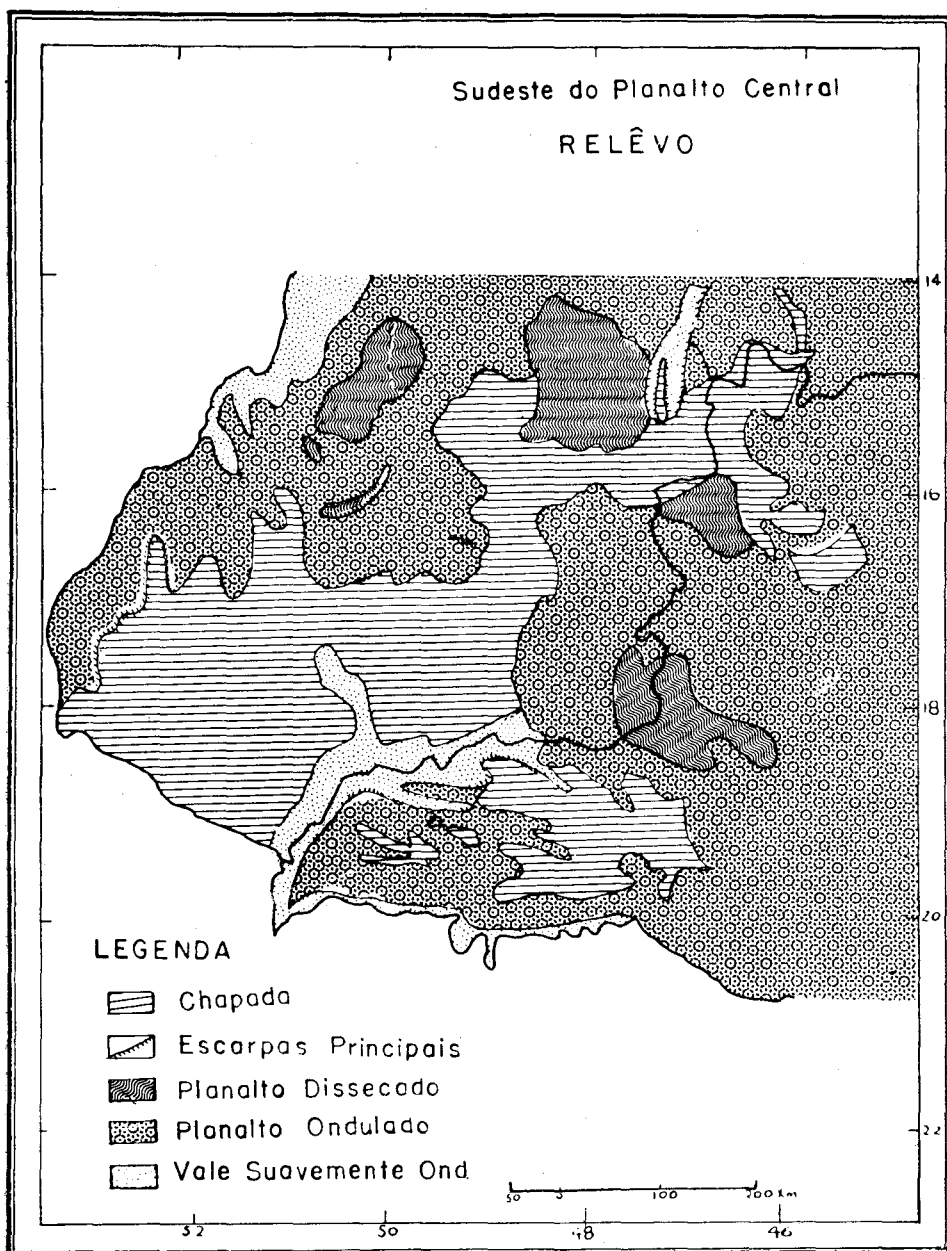 Sudeste do Planalto Central
RELÊVO
14
16
18
20
LEGENDA
Chapada
Escarpas Principais
Planalto Dissecado
Planalto Ondulado
Vale Suavemente Ond.
22
50 100 200 km
52 50 48 46